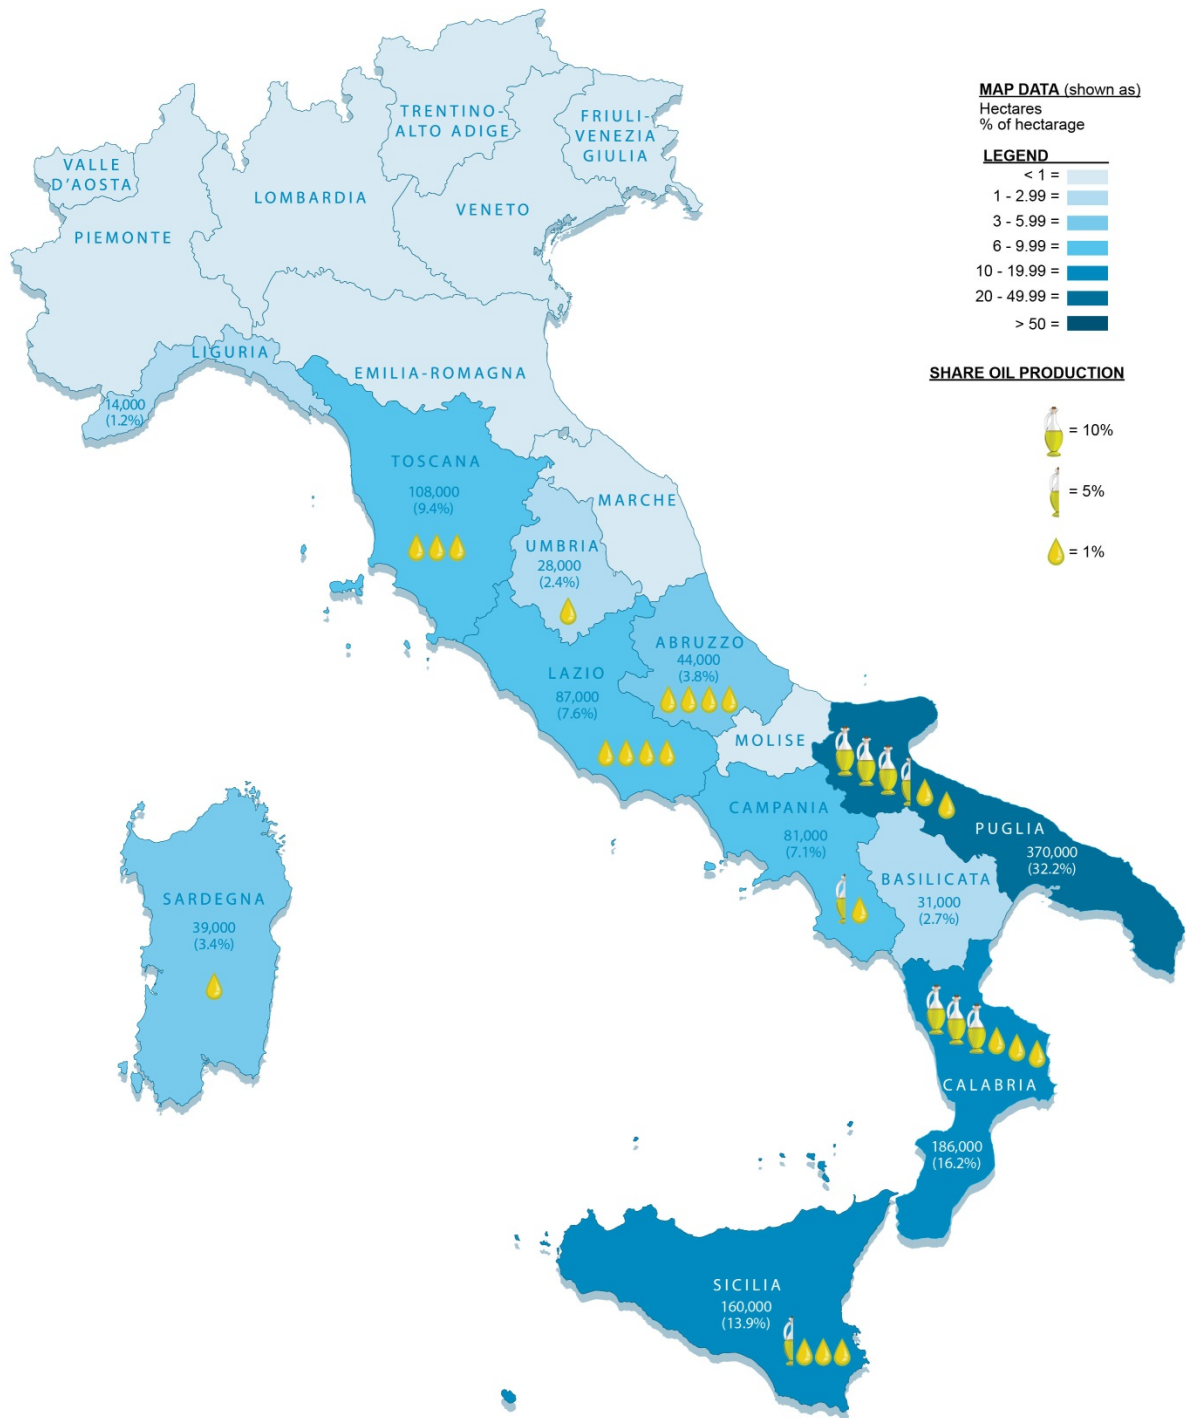 MAP DATA (shown as)
Hectares
% of hectarage
LEGEND
< 1 =
1 - 2.99 =
3 - 5.99 =
6 - 9.99 =
10 - 19.99 =
20 - 49.99 =
> 50 =
SHARE OIL PRODUCTION
= 10%
= 5%
= 1%
TRENTINO-
ALTO ADIGE
FRIULI-
VENEZIA
GIULIA
VALLE
D'AOSTA
LOMBARDIA
VENETO
PIEMONTE
LIGURIA
14,000
(1.2%)
EMILIA-ROMAGNA
TOSCANA
108,000
(9.4%)
MARCHE
UMBRIA
28,000
(2.4%)
ABRUZZO
44,000
(3.8%)
LAZIO
87,000
(7.6%)
MOLISE
CAMPANIA
81,000
(7.1%)
PUGLIA
370,000
(32.2%)
BASILICATA
31,000
(2.7%)
SARDEGNA
39,000
(3.4%)
CALABRIA
186,000
(16.2%)
SICILIA
160,000
(13.9%)